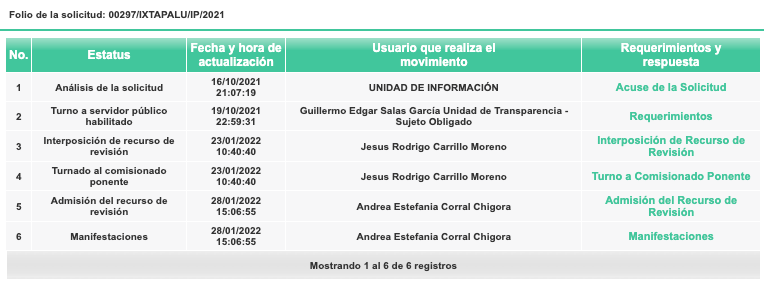 Folio de la solicitud: 00297/IXTAPALU/IP/2021
No. Estatus Fecha y hora de actualización Usuario que realiza el movimiento Requerimientos y respuesta
1 Análisis de la solicitud 16/10/2021 21:07:19 UNIDAD DE INFORMACIÓN Acuse de la Solicitud
2 Turno a servidor público habilitado 19/10/2021 22:59:31 Guillermo Edgar Salas García Unidad de Transparencia - Sujeto Obligado Requerimientos
3 Interposición de recurso de revisión 23/01/2022 10:40:40 Jesus Rodrigo Carrillo Moreno Interposición de Recurso de Revisión
4 Turnado al comisionado ponente 23/01/2022 10:40:40 Jesus Rodrigo Carrillo Moreno Turno a Comisionado Ponente
5 Admisión del recurso de revisión 28/01/2022 15:06:55 Andrea Estefania Corral Chigora Admisión del Recurso de Revisión
6 Manifestaciones 28/01/2022 15:06:55 Andrea Estefania Corral Chigora Manifestaciones
Mostrando 1 al 6 de 6 registros